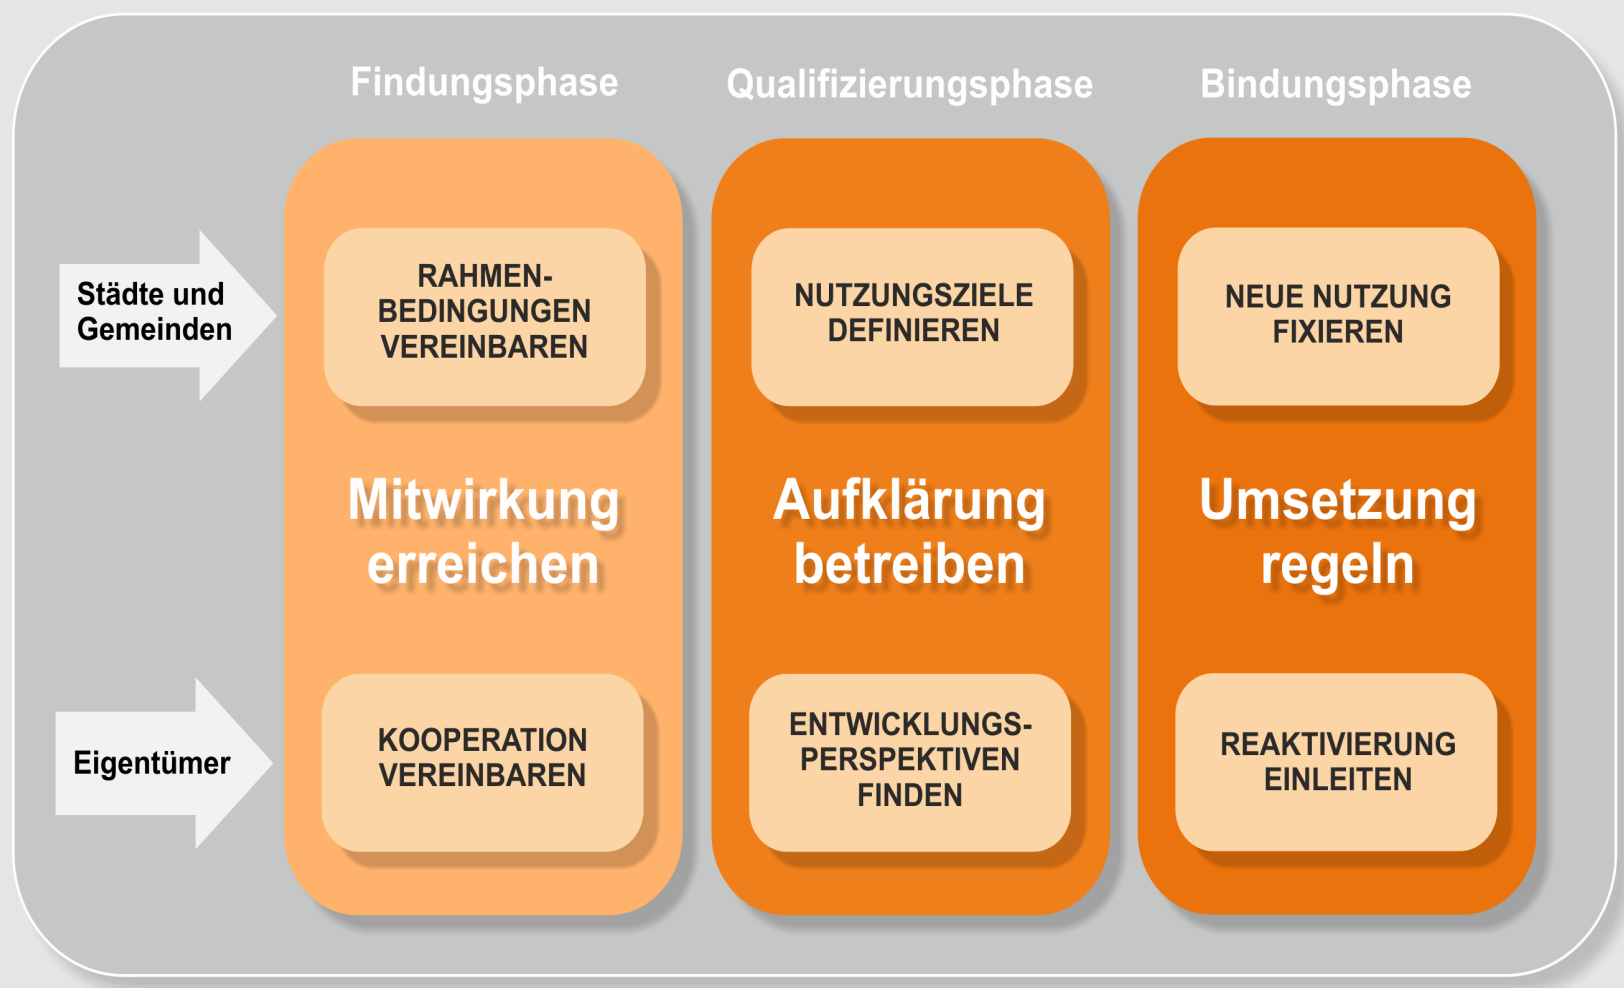 Findungsphase
Qualifizierungsphase
Bindungsphase
Städte und
Gemeinden
RAHMEN-
BEDINGUNGEN
VEREINBAREN
NUTZUNGSZIELE
DEFINIEREN
NEUE NUTZUNG
FIXIEREN
Mitwirkung
erreichen
Aufklärung
betreiben
Umsetzung
regeln
Eigentümer
KOOPERATION
VEREINBAREN
ENTWICKLUNGS-
PERSPEKTIVEN
FINDEN
REAKTIVIERUNG
EINLEITEN